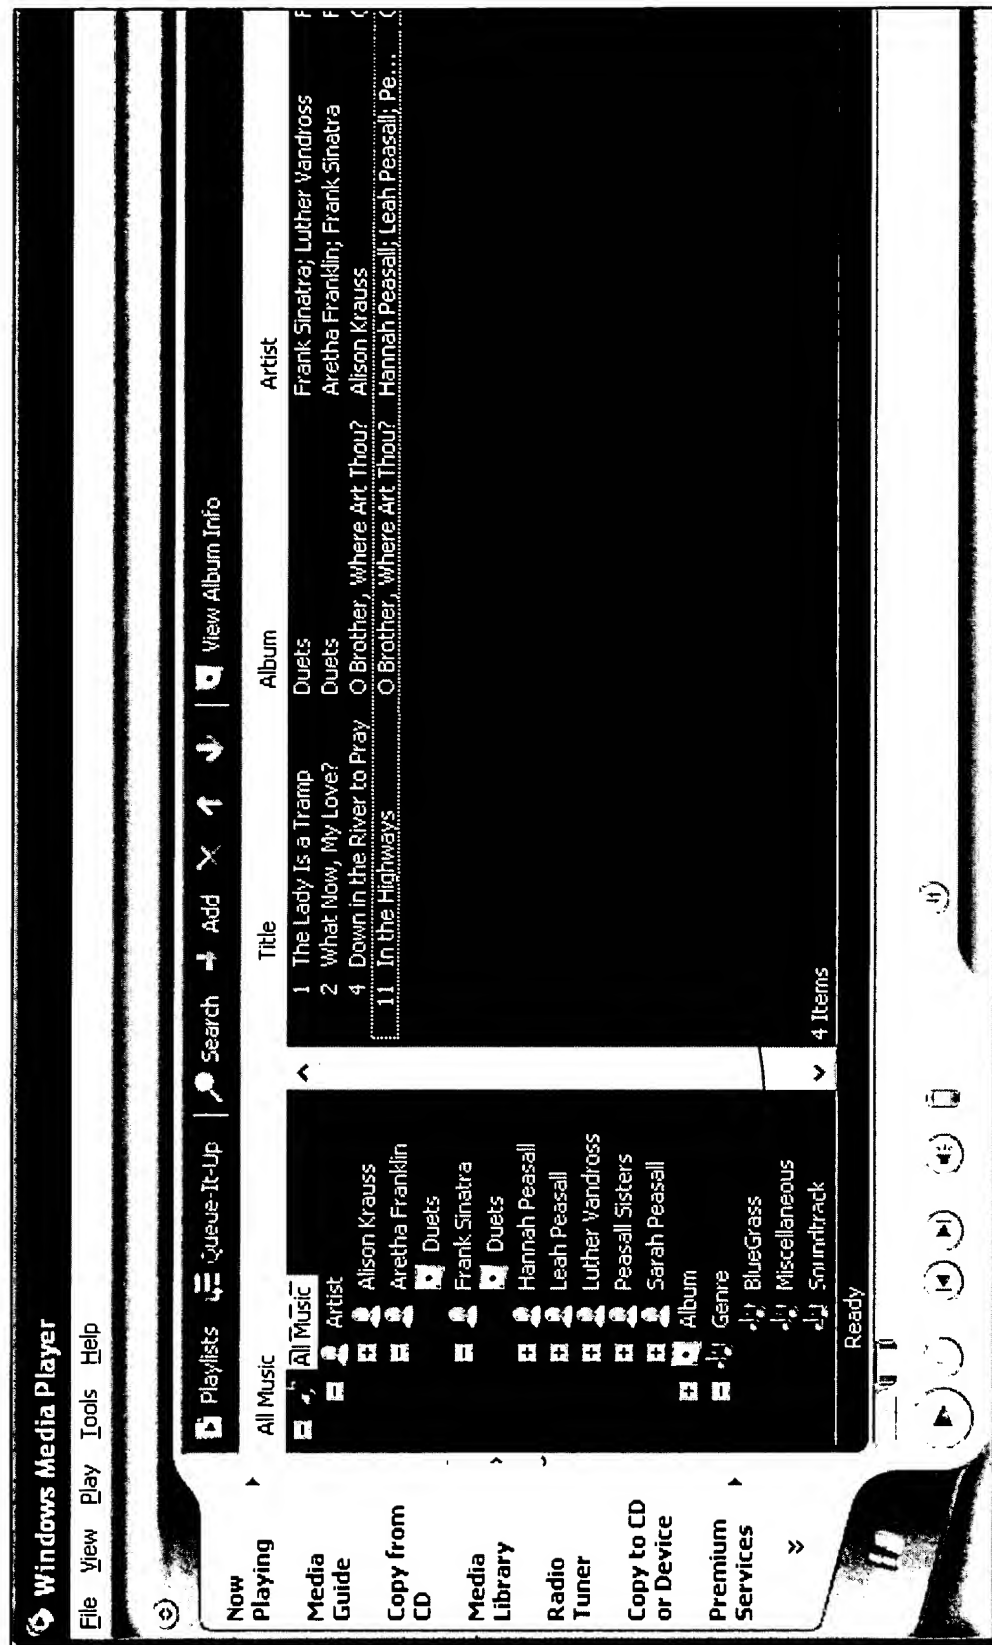 Windows Media Player
File View Play Tools Help
Now Playing
Media Guide
Copy from CD
Media Library
Radio Tuner
Copy to CD or Device
Premium Services
Playlists Queue-It-Up Search Add View Album Info
All Music
All Music
Artist
Alison Krauss
Aretha Franklin
Duets
Frank Sinatra
Duets
Hannah Peasall
Leah Peasall
Luther Vandross
Peasall Sisters
Sarah Peasall
Album
Genre
BlueGrass
Miscellaneous
Soundtrack
Title Album Artist
1 The Lady Is a Tramp Duets Frank Sinatra; Luther Vandross F
2 What Now, My Love? Duets Aretha Franklin; Frank Sinatra F
4 Down in the River to Pray O Brother, Where Art Thou? Alison Krauss
11 In the Highways O Brother, Where Art Thou? Hannah Peasall; Leah Peasall; Pe...
4 Items
Ready